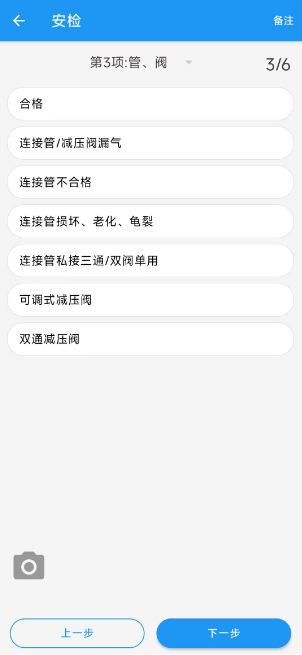 安检
备注
第3项:管、阀
3/6
合格
连接管/减压阀漏气
连接管不合格
连接管损坏、老化、龟裂
连接管私接三通/双阀单用
可调式减压阀
双通减压阀
上一步
下一步